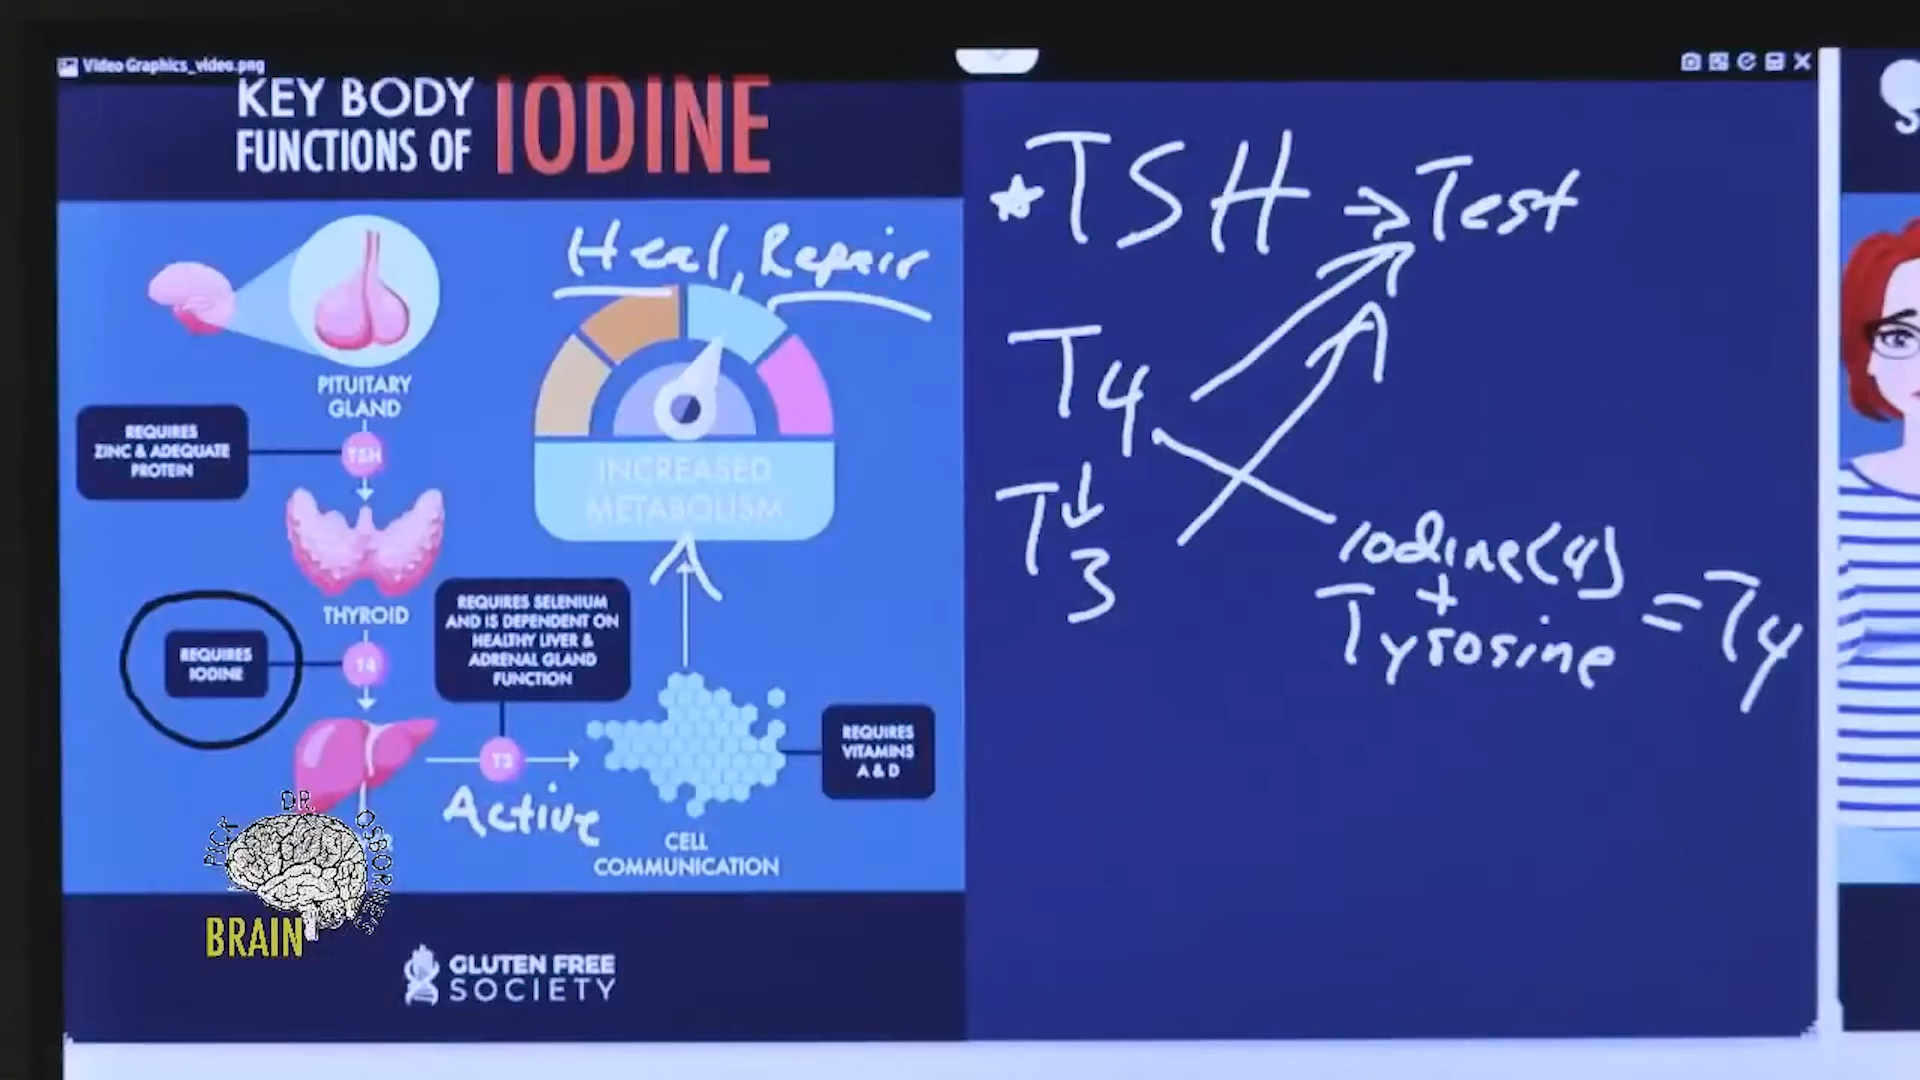 Video Graphics_video.png
KEY BODY
FUNCTIONS OF IODINE
Heal, Repair
PITUITARY
GLAND
REQUIRES
ZINC & ADEQUATE
PROTEIN
TSH
THYROID
REQUIRES
IODINE
T4
REQUIRES SELENIUM
AND IS DEPENDENT ON
HEALTHY LIVER &
ADRENAL GLAND
FUNCTION
T3
Active
INCREASED
METABOLISM
CELL
COMMUNICATION
REQUIRES
VITAMINS
A & D
DR.
OSBORNE'S
PICK
BRAIN
GLUTEN FREE
SOCIETY
TSH → Test
T4
T3
Iodine(4)
+
Tyrosine
= T4